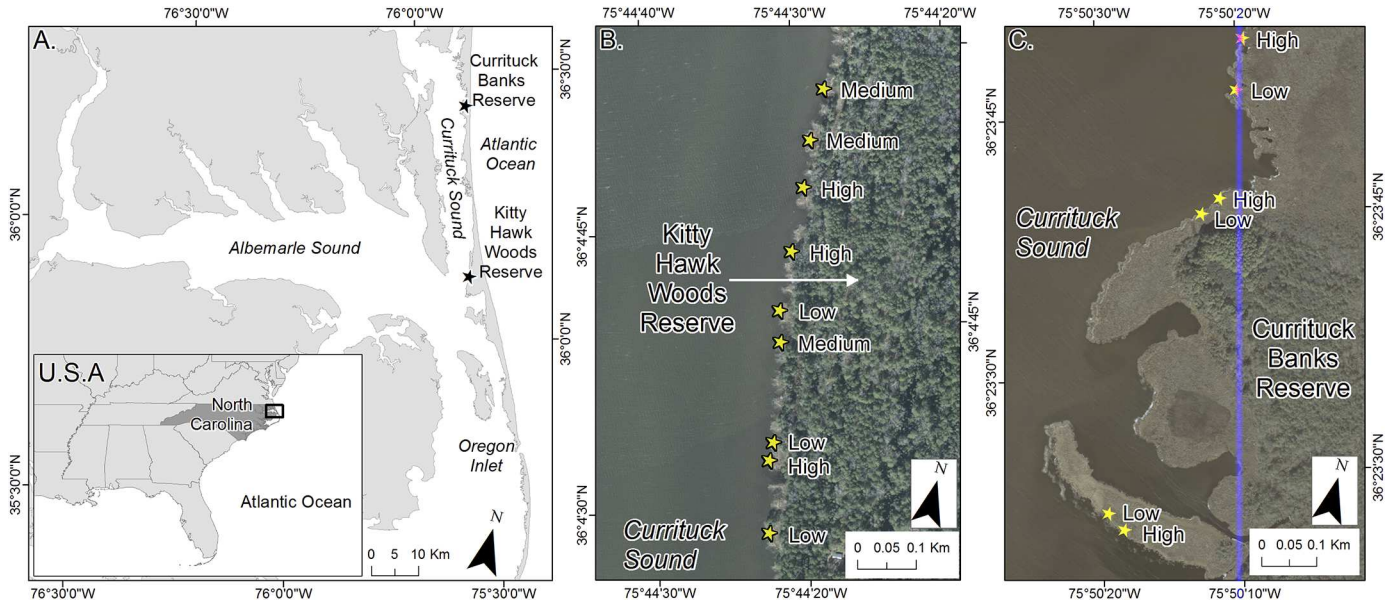 76°30'0"W
76°0'0"W
A.
Currituck
Banks
Reserve
36°30'0"N
Currituck Sound
Atlantic
Ocean
36°0'0"N
Kitty
Hawk
Woods
Reserve
Albemarle Sound
36°0'0"N
U.S.A
North
Carolina
Atlantic Ocean
Oregon
Inlet
35°30'0"N
N
0 5 10 Km
76°30'0"W
76°0'0"W
75°30'0"W
75°44'40"W
75°44'30"W
75°44'20"W
B.
Medium
Medium
High
36°4'45"N
High
Kitty
Hawk
Woods
Reserve
Low
36°4'45"N
Medium
Low
High
36°4'30"N
Low
Currituck
Sound
N
0 0.05 0.1 Km
75°44'30"W
75°44'20"W
75°50'30"W
75°50'20"W
C.
High
Low
36°23'45"N
High
Low
36°23'45"N
Currituck
Sound
Currituck
Banks
Reserve
36°23'30"N
36°23'30"N
Low
High
N
0 0.05 0.1 Km
75°50'20"W
75°50'10"W